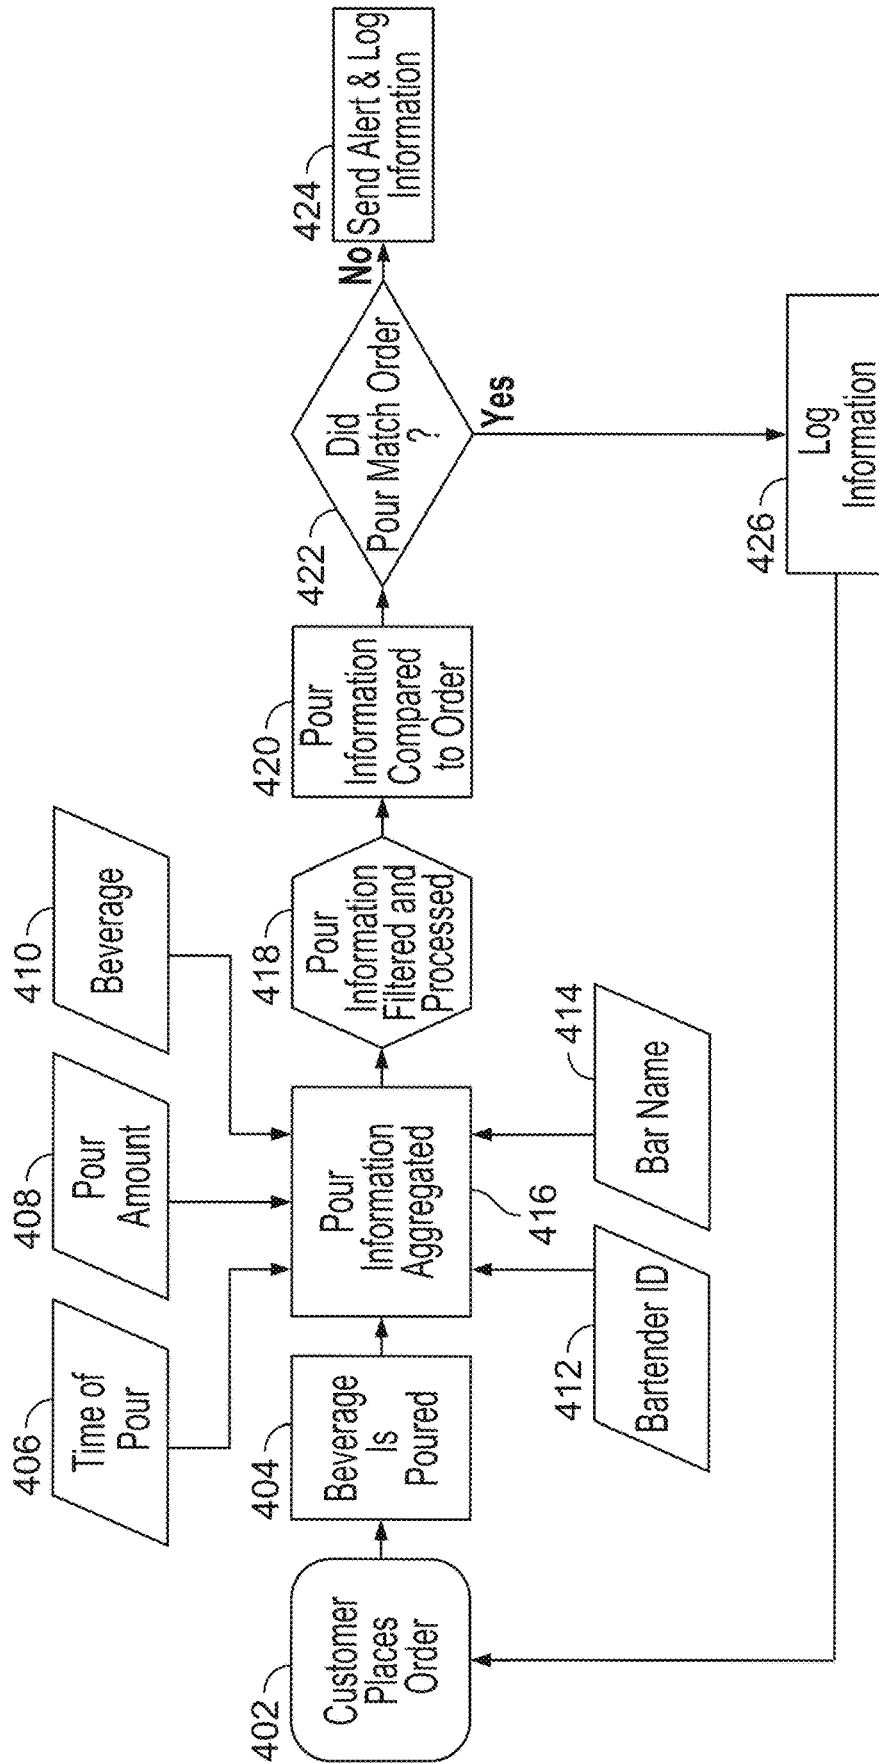 406
Time of
Pour
408
Pour
Amount
410
Beverage
402
Customer
Places
Order
404
Beverage
Is
Poured
Pour
Information
Aggregated
416
418
Pour
Information
Filtered and
Processed
420
Pour
Information
Compared
to Order
422
Did
Pour Match Order
?
No
Yes
424
Send Alert & Log
Information
412
Bartender ID
414
Bar Name
426
Log
Information